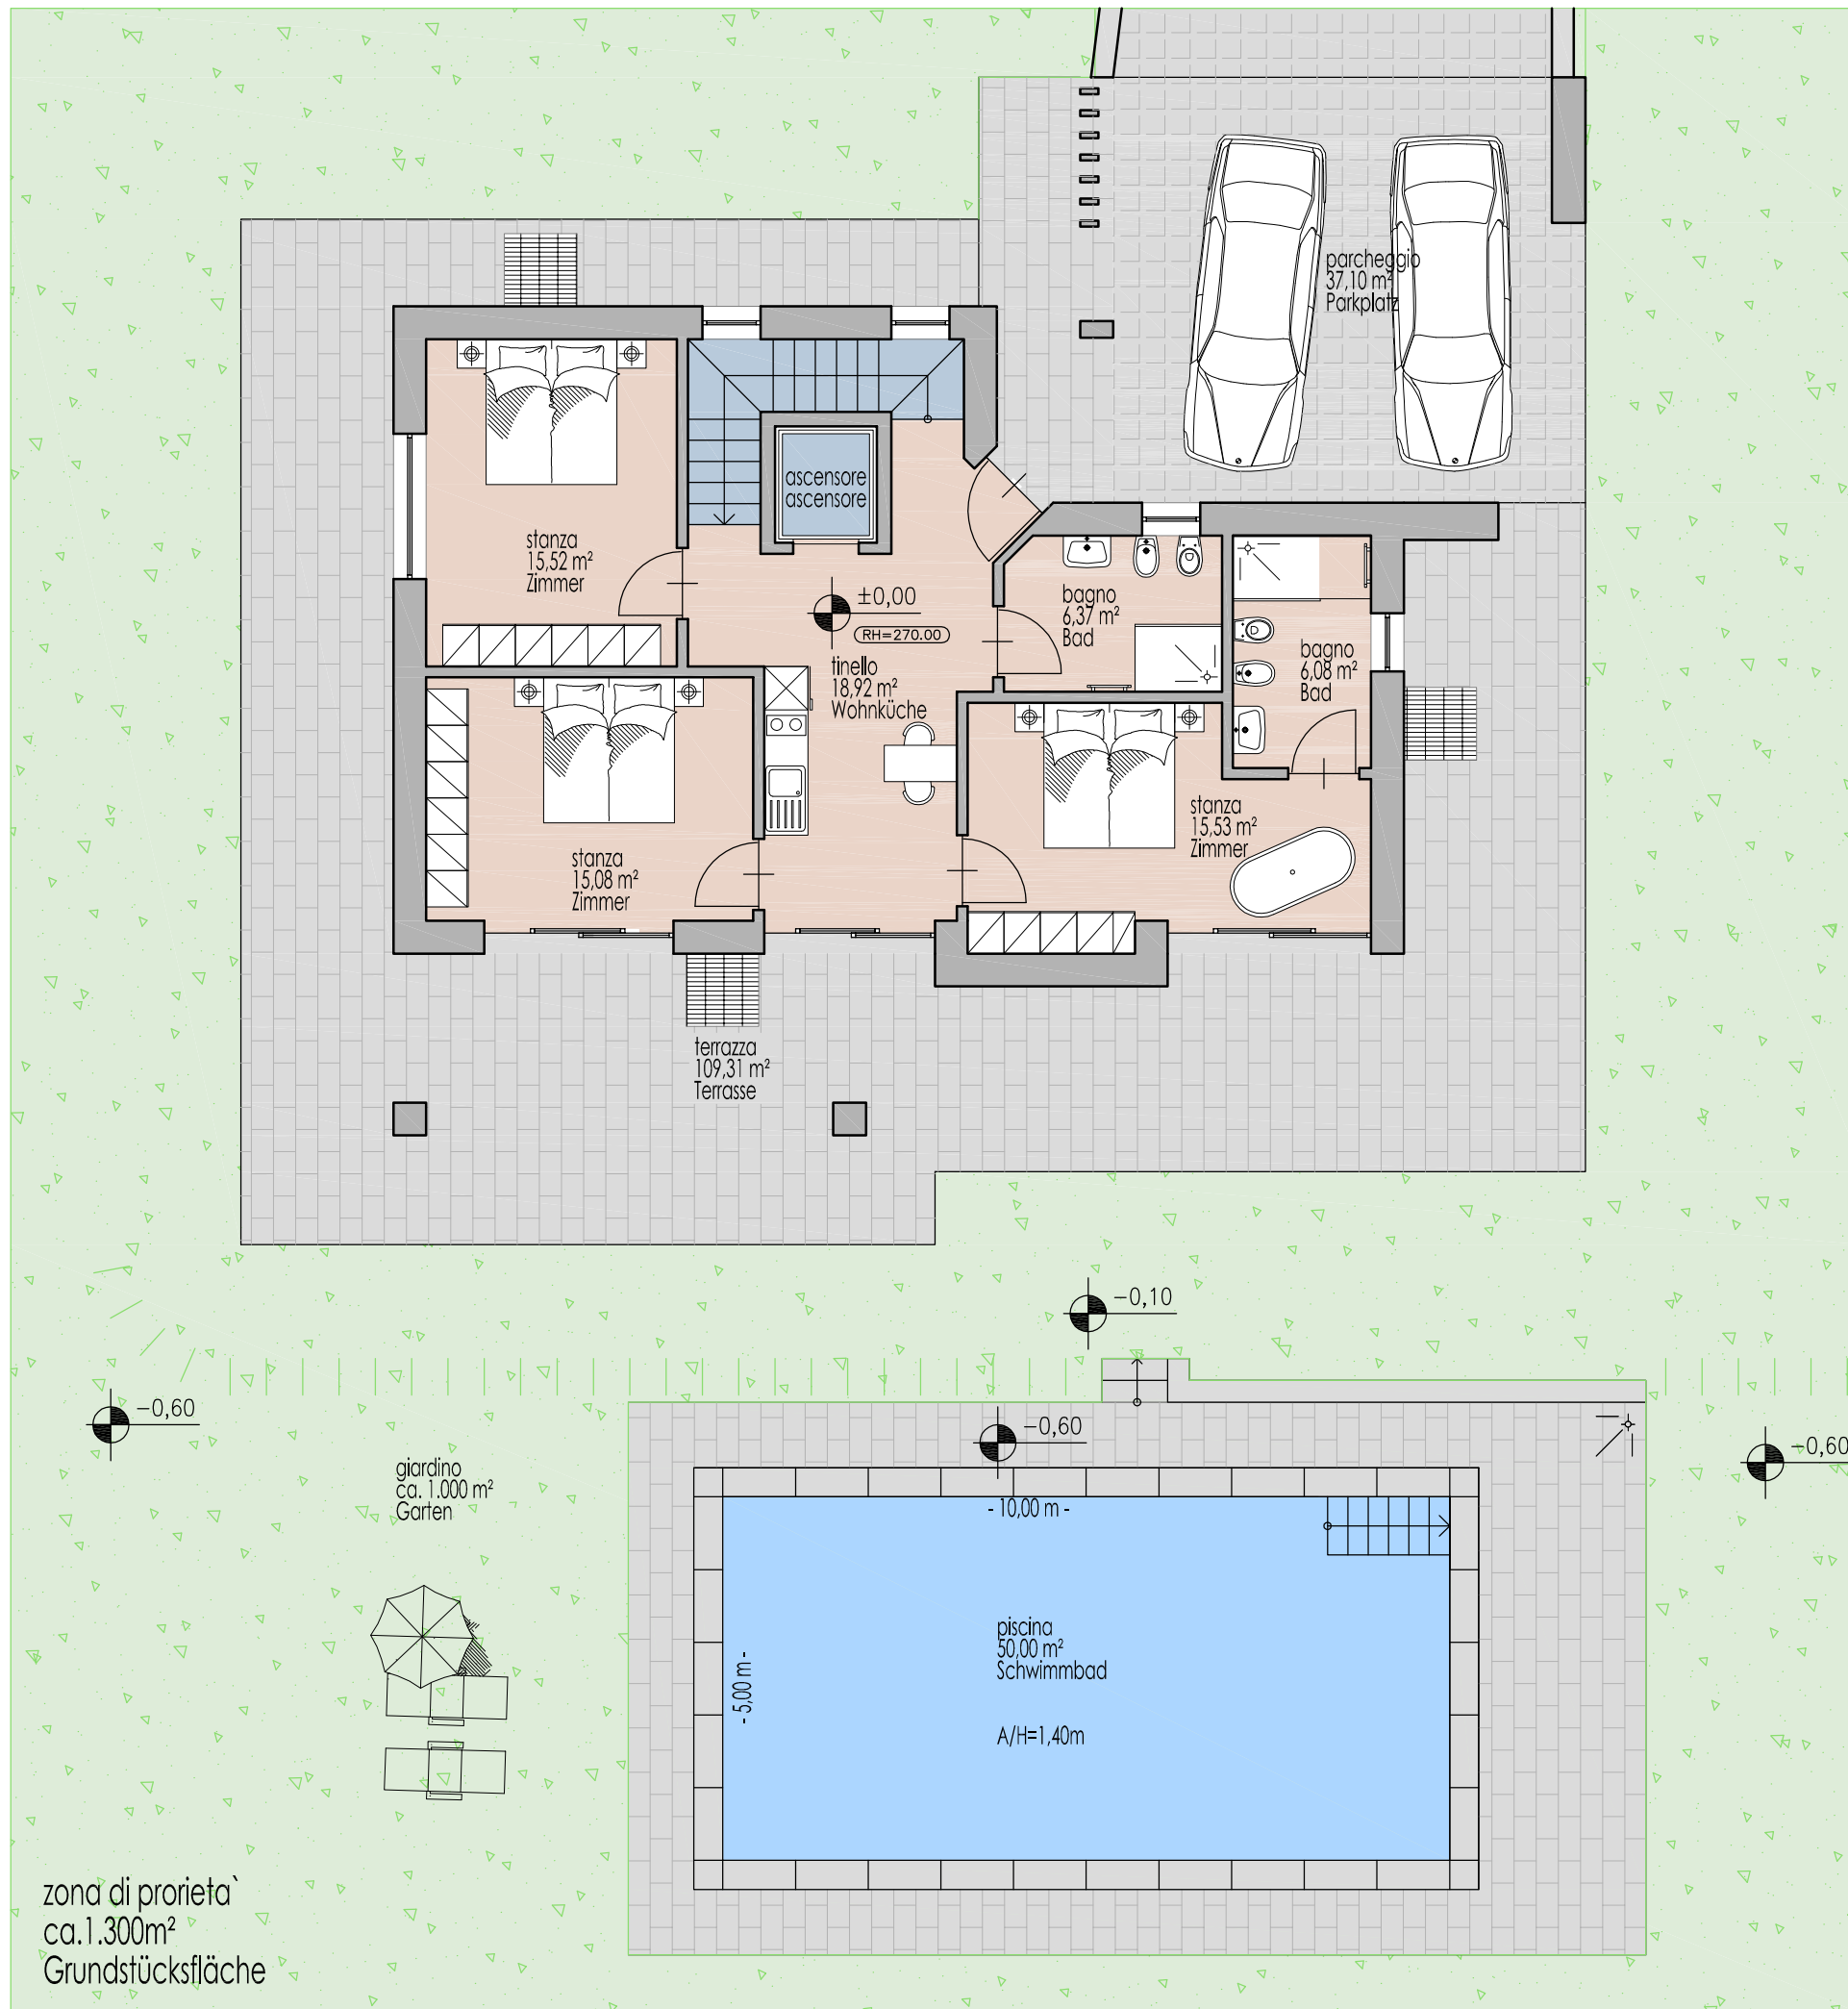 parcheggio
37,10 m²
Parkplatz
ascensore
ascensore
stanza
15,52 m²
Zimmer
±0,00
RH=270.00
tinello
18,92 m²
Wohnküche
bagno
6,37 m²
Bad
bagno
6,08 m²
Bad
stanza
15,53 m²
Zimmer
stanza
15,08 m²
Zimmer
terrazza
109,31 m²
Terrasse
-0,10
-0,60
-0,60
-0,60
giardino
ca. 1.000 m²
Garten
- 10,00 m -
- 5,00 m -
piscina
50,00 m²
Schwimmbad
A/H=1,40m
zona di prorieta`
ca.1.300m²
Grundstücksfläche